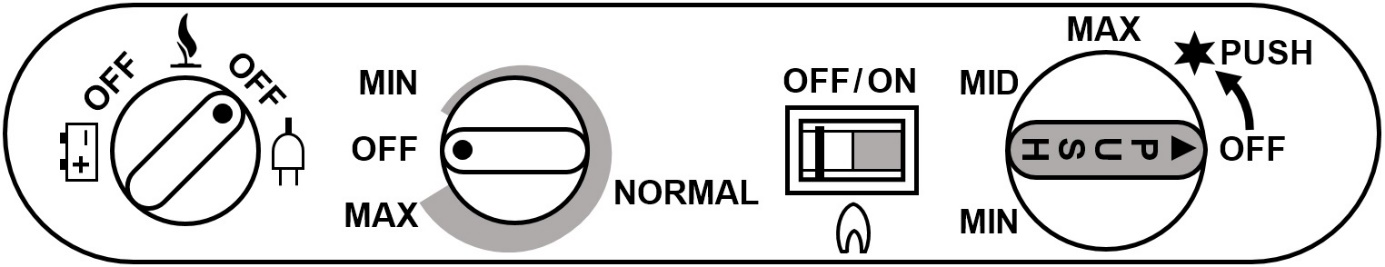 OFF
OFF
MIN
OFF
MAX
NORMAL
OFF/ON
MAX
PUSH
MID
PUSH
OFF
MIN